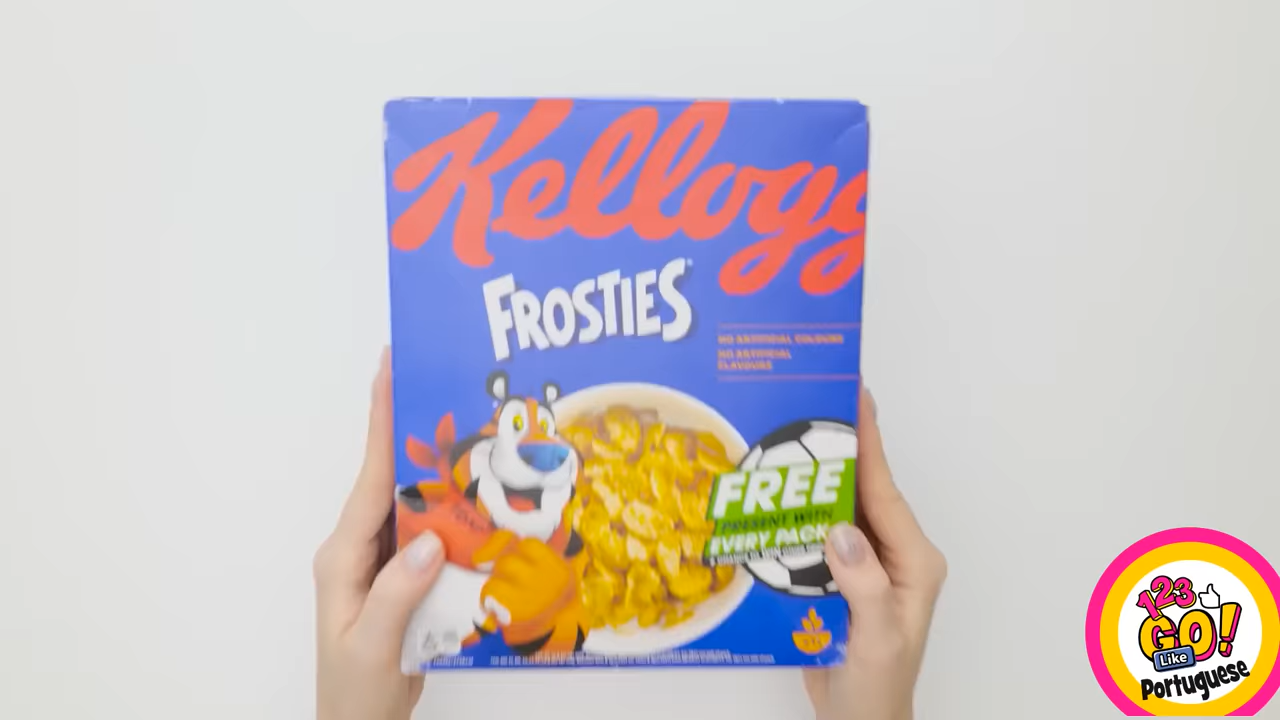 Kellogg
FROSTIES
NO ARTIFICIAL COLOURS
NO ARTIFICIAL
FLAVOURS
FREE
PRESENT WITH
EVERY PACK
123
GO!
Like
Portuguese